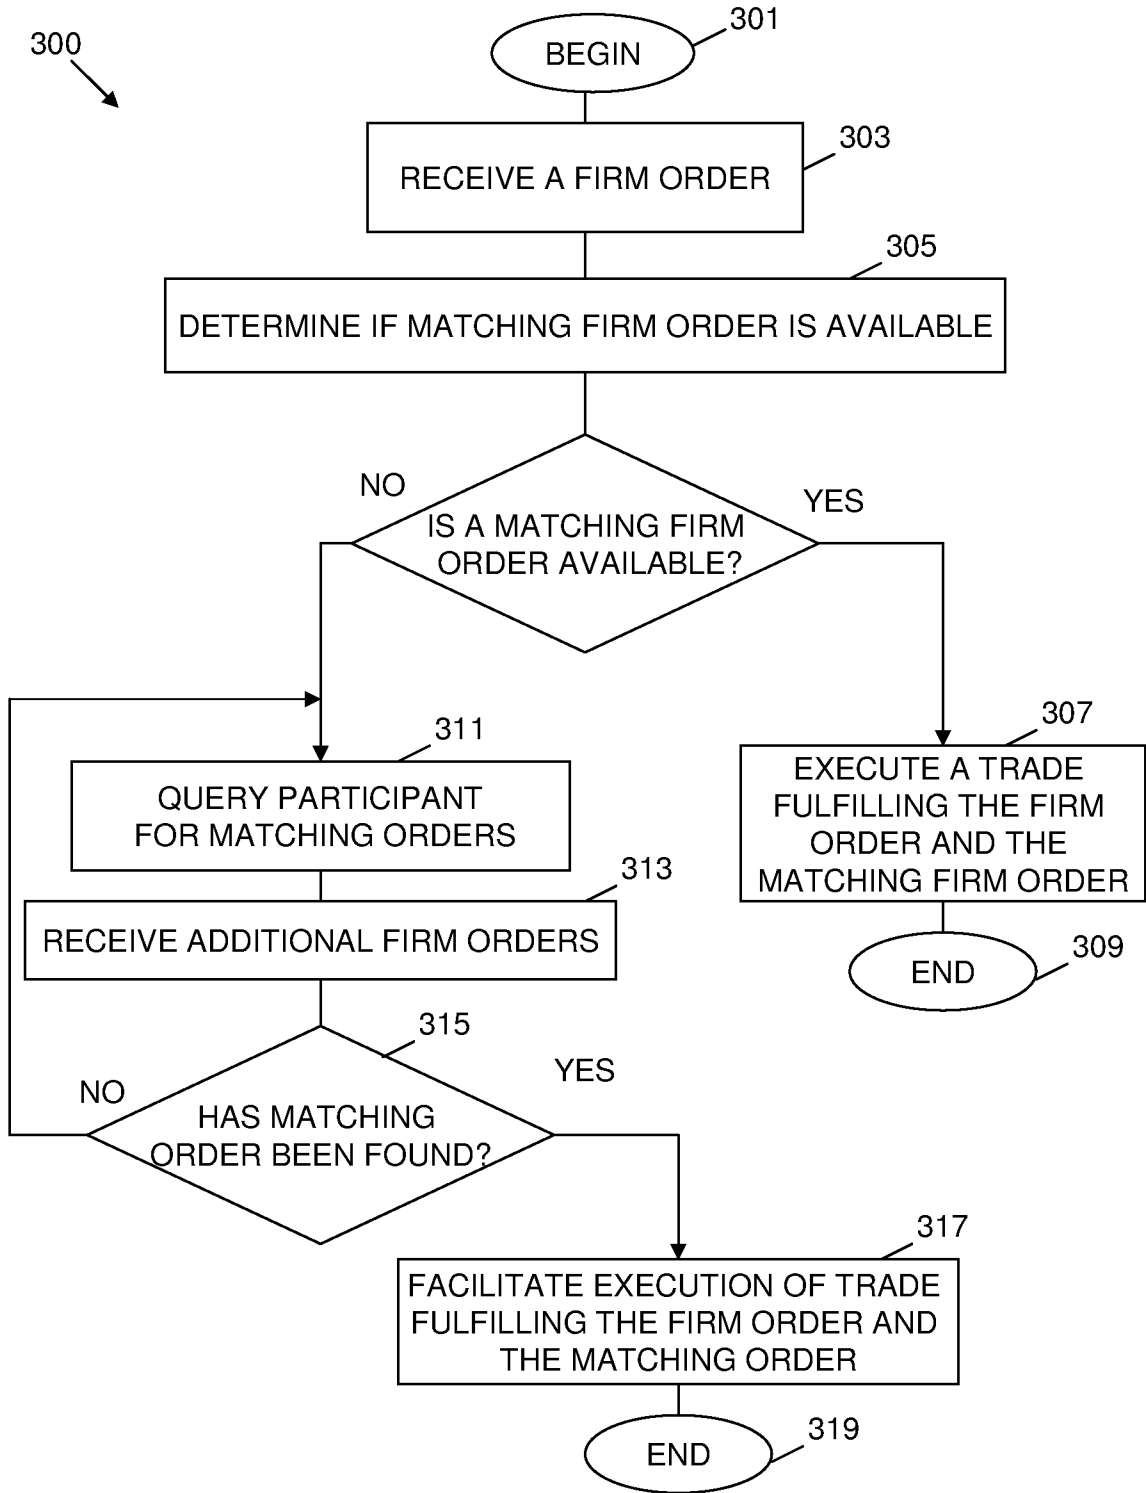 300
301
BEGIN
303
RECEIVE A FIRM ORDER
305
DETERMINE IF MATCHING FIRM ORDER IS AVAILABLE
NO
YES
IS A MATCHING FIRM
ORDER AVAILABLE?
307
EXECUTE A TRADE
FULFILLING THE FIRM
ORDER AND THE
MATCHING FIRM ORDER
309
END
311
QUERY PARTICIPANT
FOR MATCHING ORDERS
313
RECEIVE ADDITIONAL FIRM ORDERS
315
NO
YES
HAS MATCHING
ORDER BEEN FOUND?
317
FACILITATE EXECUTION OF TRADE
FULFILLING THE FIRM ORDER AND
THE MATCHING ORDER
319
END